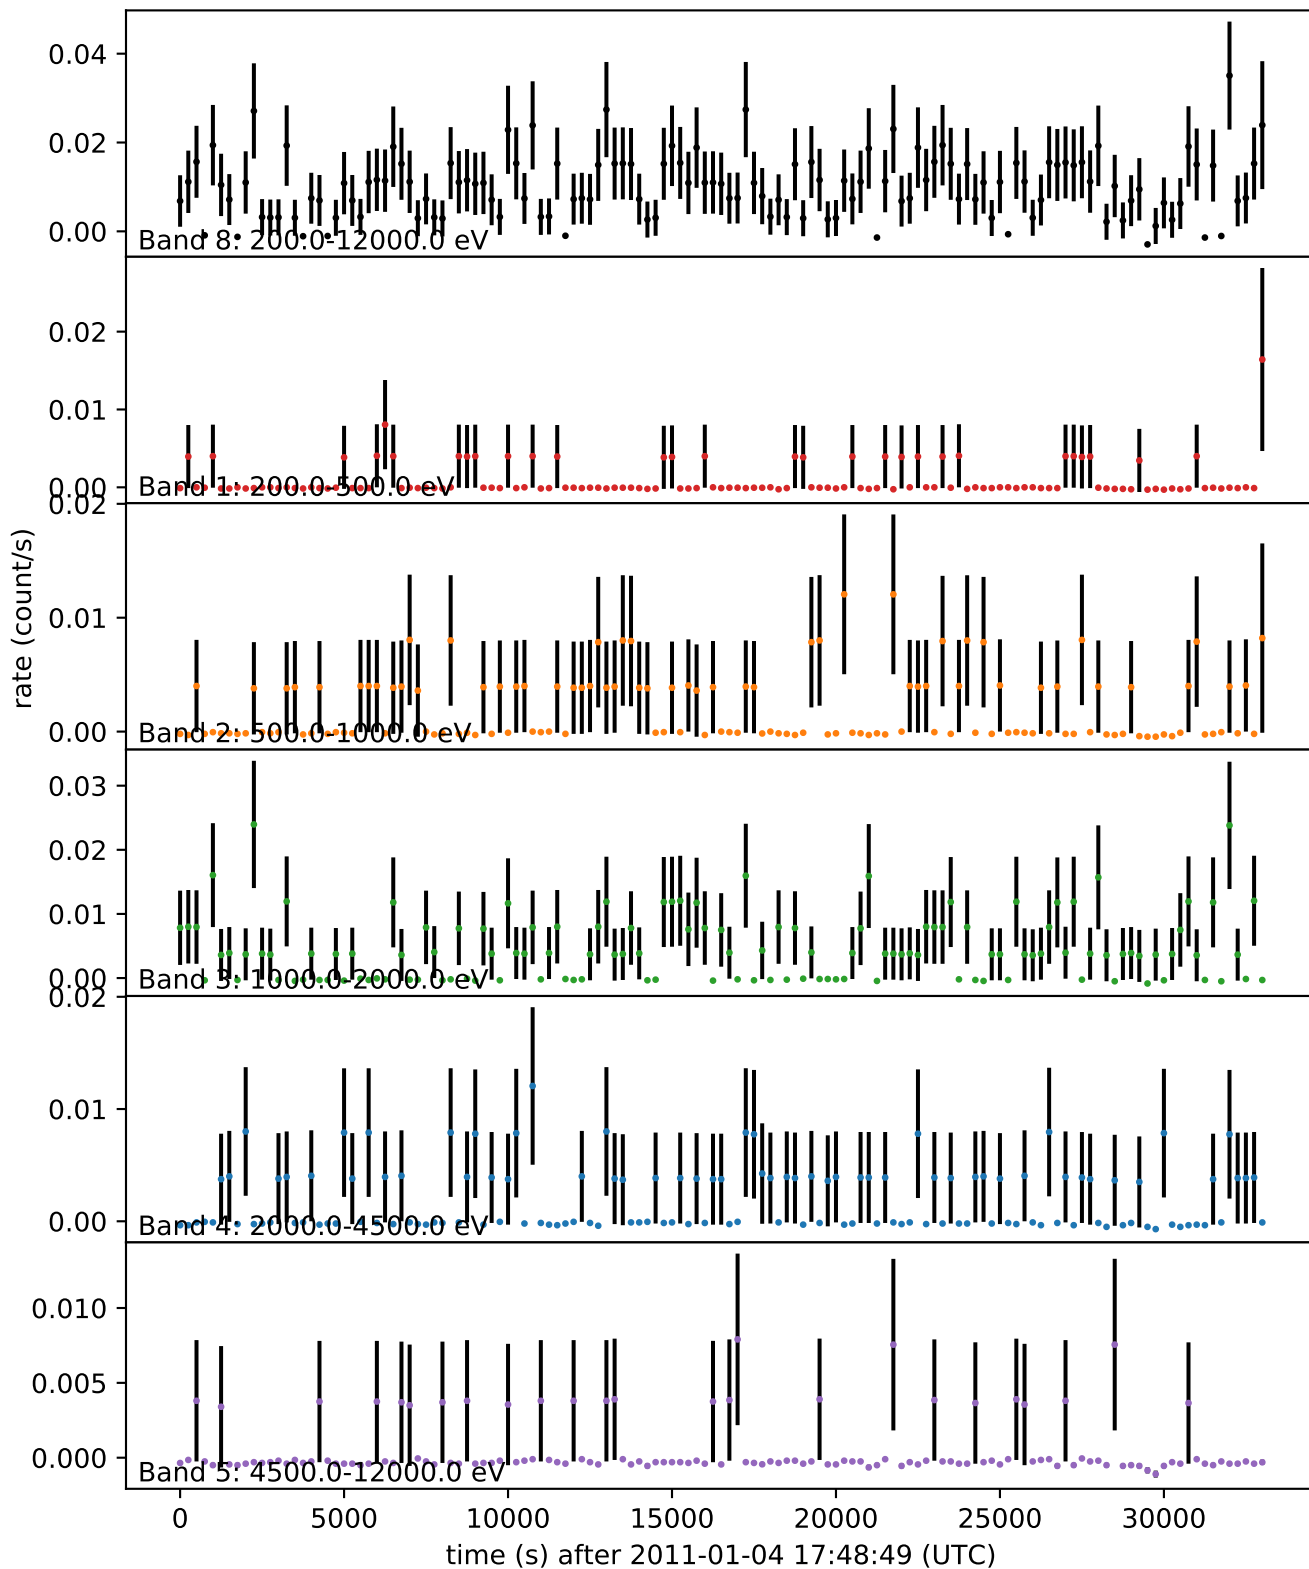 0.04
0.02
0.00
Band 8: 200.0-12000.0 eV
0.02
0.01
0.00
Band 1: 200.0-500.0 eV
0.02
0.01
0.00
Band 2: 500.0-1000.0 eV
rate (count/s)
0.03
0.02
0.01
0.00
Band 3: 1000.0-2000.0 eV
0.02
0.01
0.00
Band 4: 2000.0-4500.0 eV
0.010
0.005
0.000
Band 5: 4500.0-12000.0 eV
0 5000 10000 15000 20000 25000 30000
time (s) after 2011-01-04 17:48:49 (UTC)